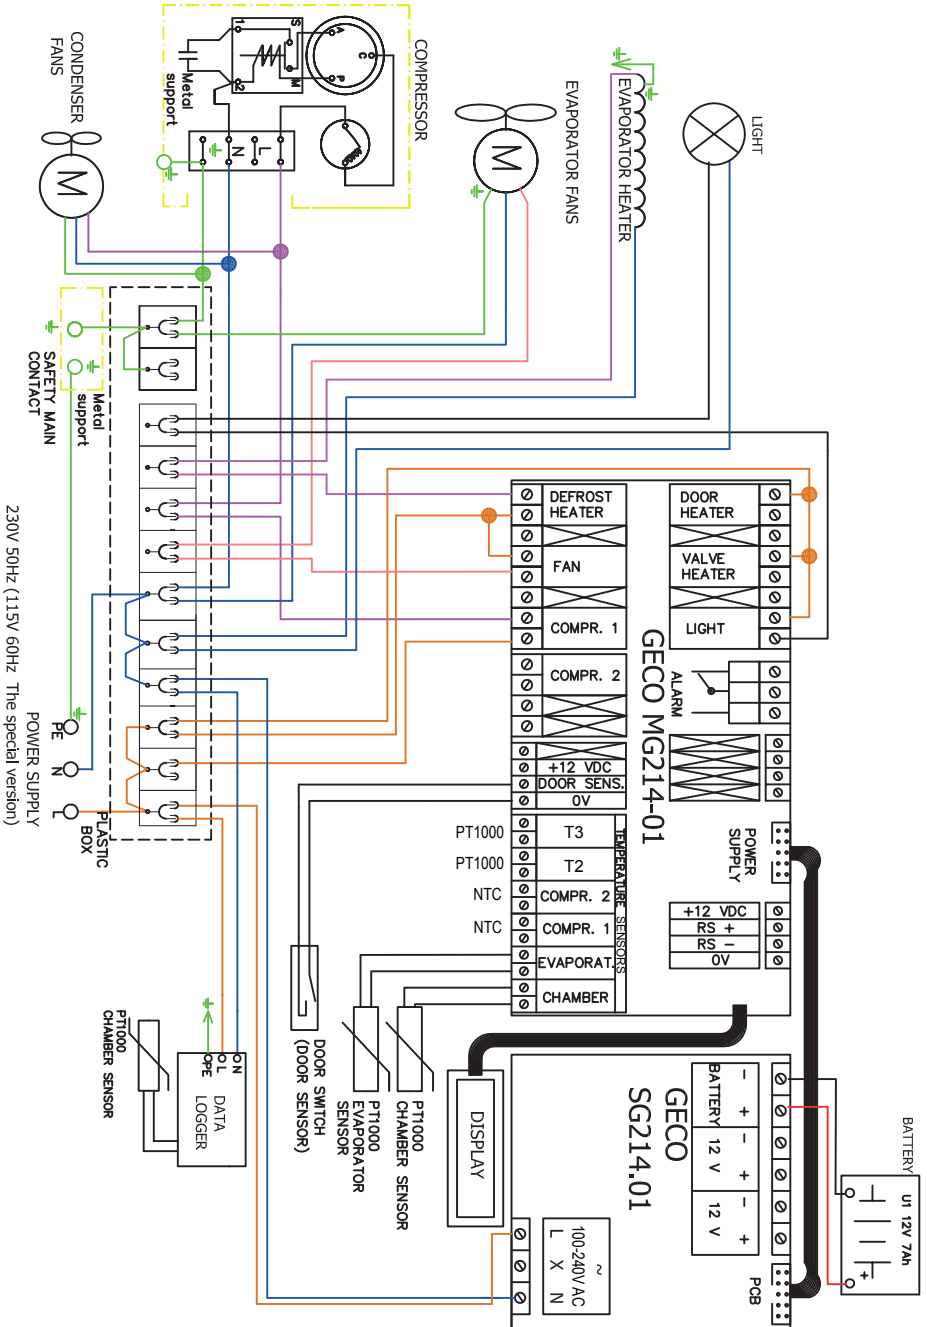 COMPRESSOR
1
S
A
C
P
M
2
Metal
support
N
L
CONDENSER
FANS
M
EVAPORATOR FANS
M
EVAPORATOR HEATER
LIGHT
SAFETY MAIN
CONTACT
Metal
support
230V 50Hz (115V 60Hz The special version)
POWER SUPPLY
PE
N
L
PLASTIC
BOX
GECO MG214-01
DEFROST
HEATER
FAN
COMPR. 1
COMPR. 2
+12 VDC
DOOR SENS.
0V
T3
T2
COMPR. 2
COMPR. 1
EVAPORAT.
CHAMBER
TEMPERATURE SENSORS
PT1000
PT1000
NTC
NTC
DOOR
HEATER
VALVE
HEATER
LIGHT
ALARM
POWER
SUPPLY
+12 VDC
RS +
RS -
0V
DOOR SWITCH
(DOOR SENSOR)
PT1000
EVAPORATOR
SENSOR
PT1000
CHAMBER SENSOR
DISPLAY
PE
L
N
DATA
LOGGER
PT1000
CHAMBER SENSOR
GECO
SG214.01
BATTERY
- +
12 V
- +
12 V
- +
~
100-240V AC
L X N
PCB
BATTERY
U1 12V 7Ah
+